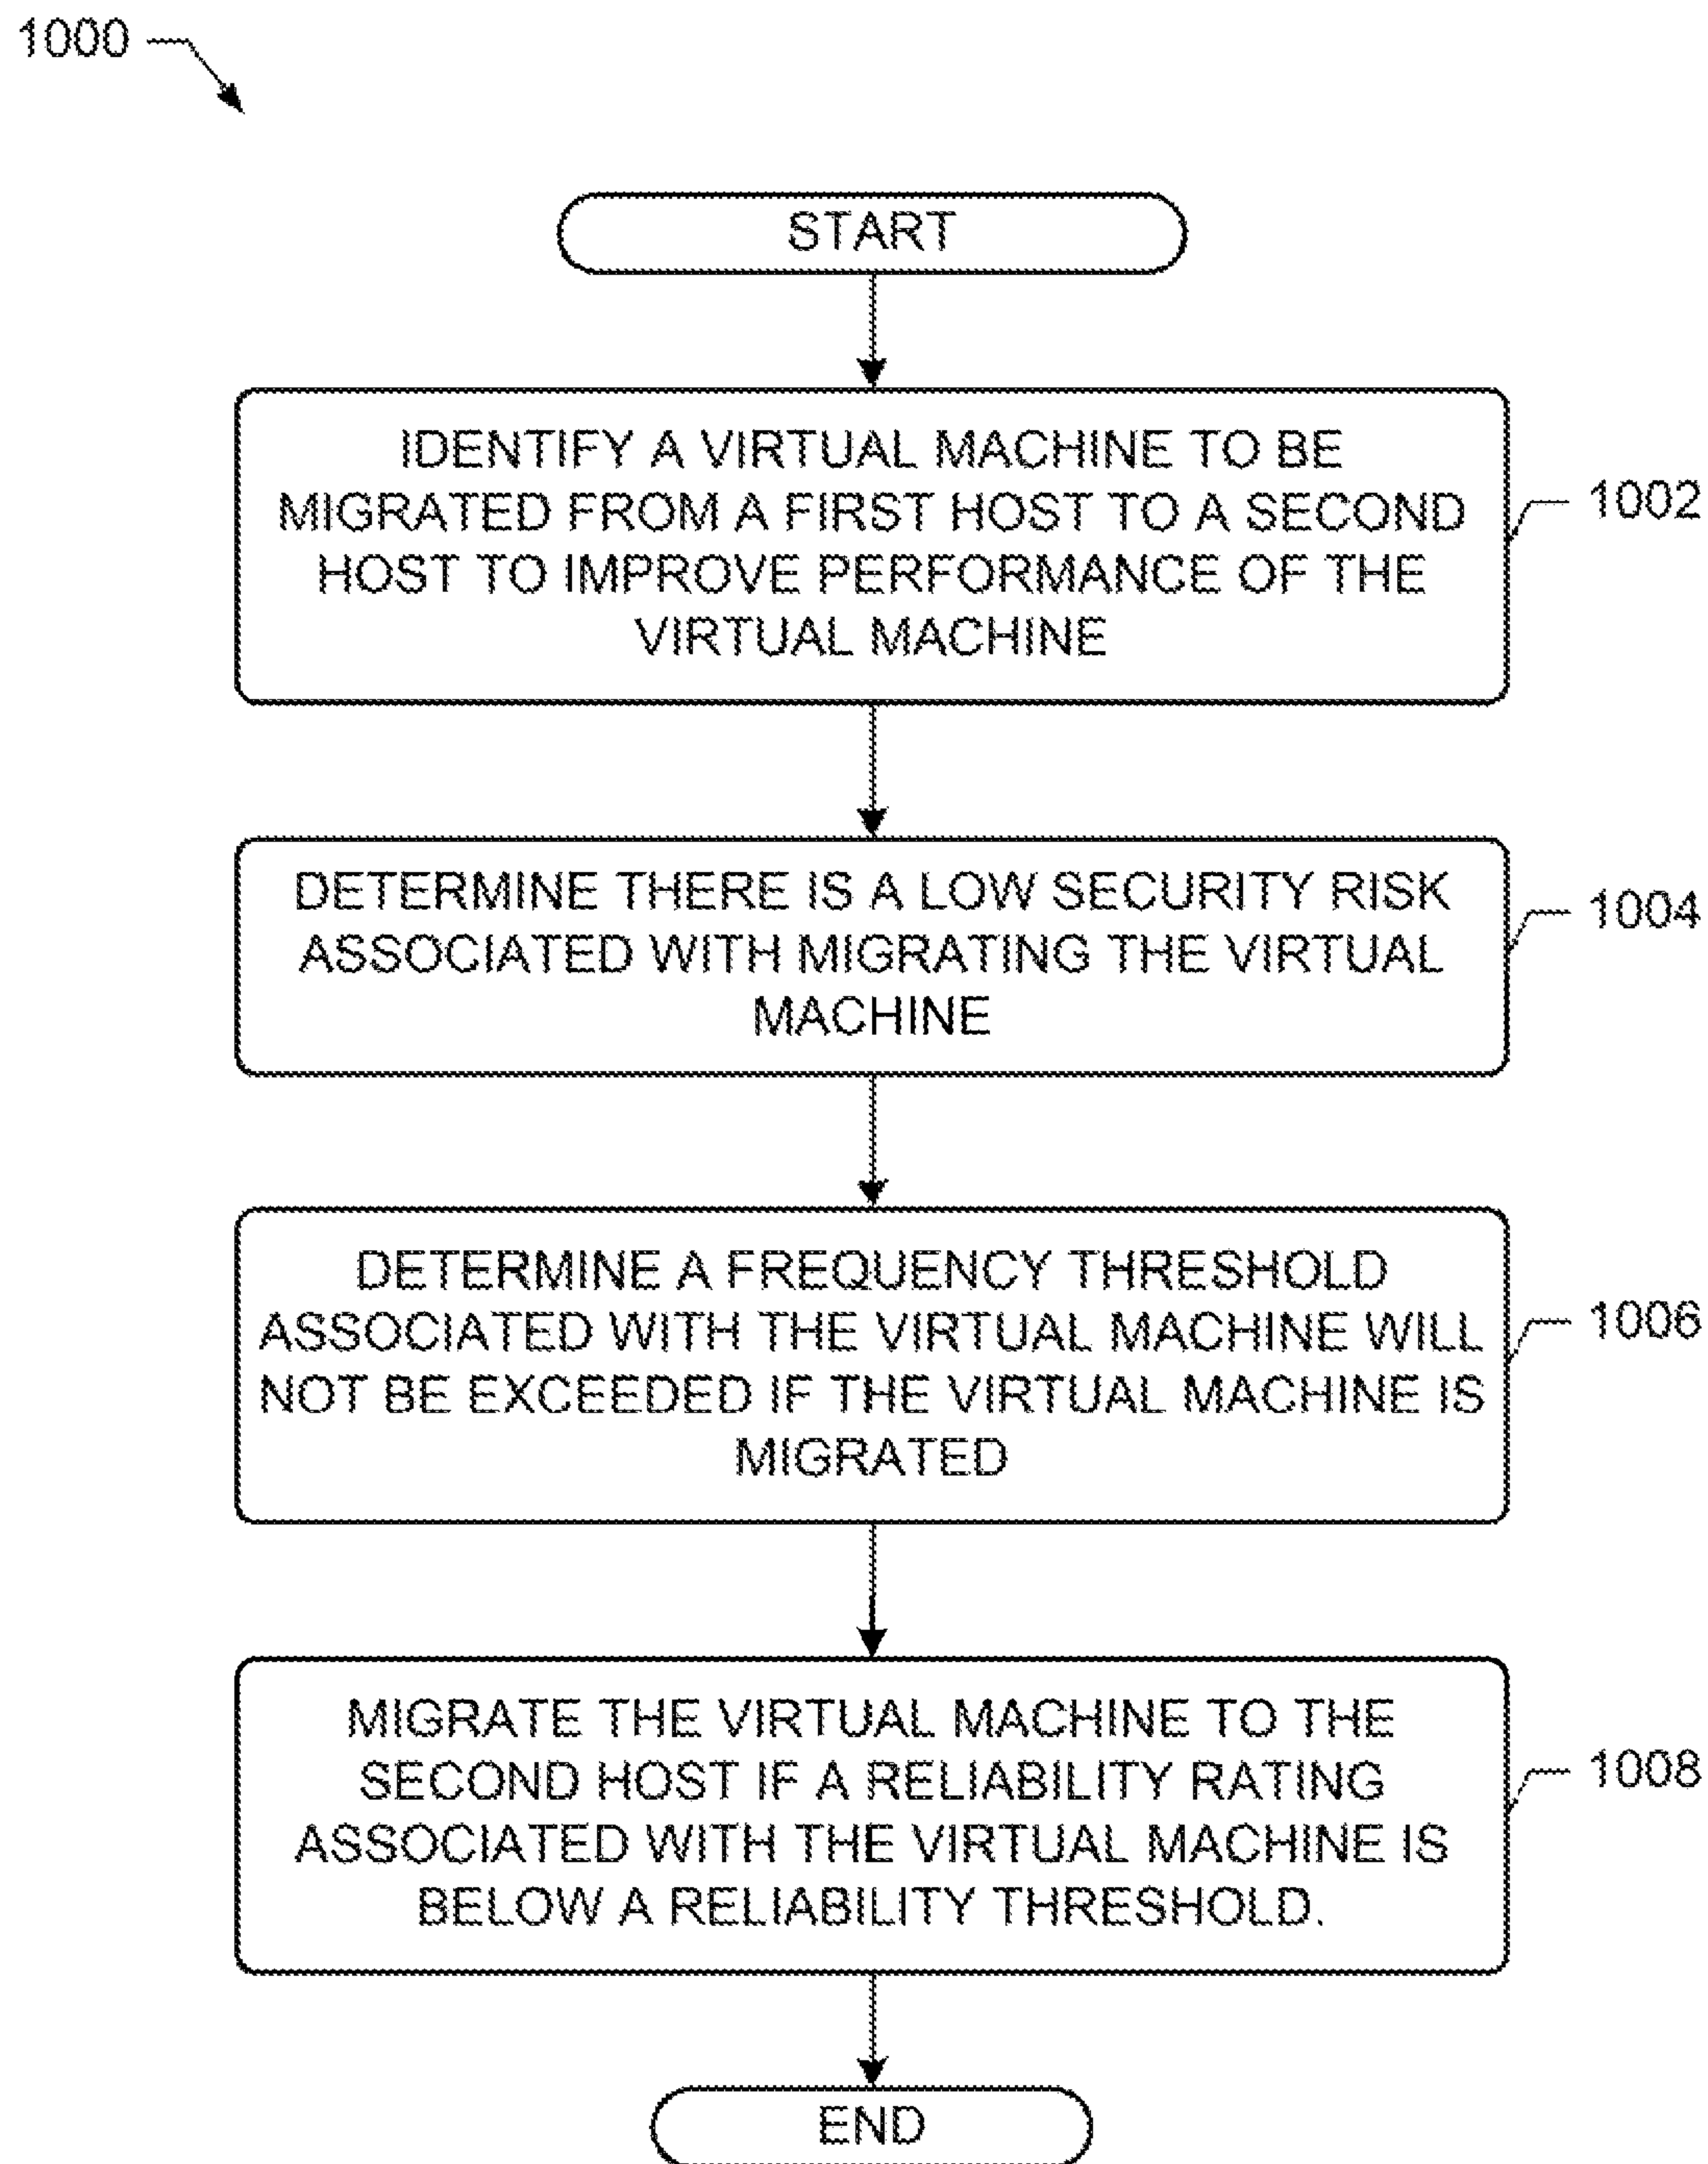 1000
START
IDENTIFY A VIRTUAL MACHINE TO BE
MIGRATED FROM A FIRST HOST TO A SECOND
HOST TO IMPROVE PERFORMANCE OF THE
VIRTUAL MACHINE
1002
DETERMINE THERE IS A LOW SECURITY RISK
ASSOCIATED WITH MIGRATING THE VIRTUAL
MACHINE
1004
DETERMINE A FREQUENCY THRESHOLD
ASSOCIATED WITH THE VIRTUAL MACHINE WILL
NOT BE EXCEEDED IF THE VIRTUAL MACHINE IS
MIGRATED
1006
MIGRATE THE VIRTUAL MACHINE TO THE
SECOND HOST IF A RELIABILITY RATING
ASSOCIATED WITH THE VIRTUAL MACHINE IS
BELOW A RELIABILITY THRESHOLD.
1008
END